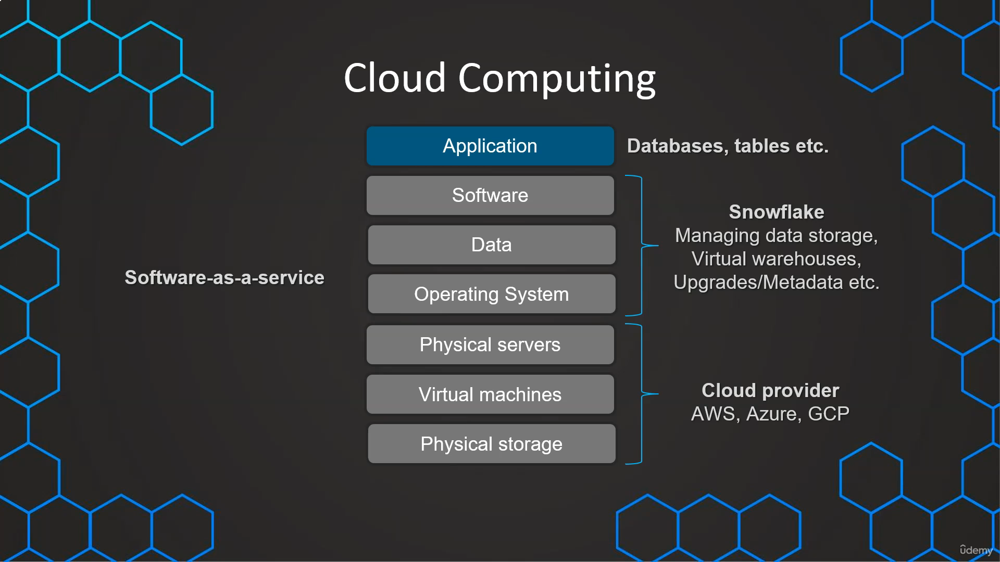 Cloud Computing
Application
Databases, tables etc.
Software
Data
Operating System
Snowflake
Managing data storage,
Virtual warehouses,
Upgrades/Metadata etc.
Software-as-a-service
Physical servers
Virtual machines
Physical storage
Cloud provider
AWS, Azure, GCP
ûdemy